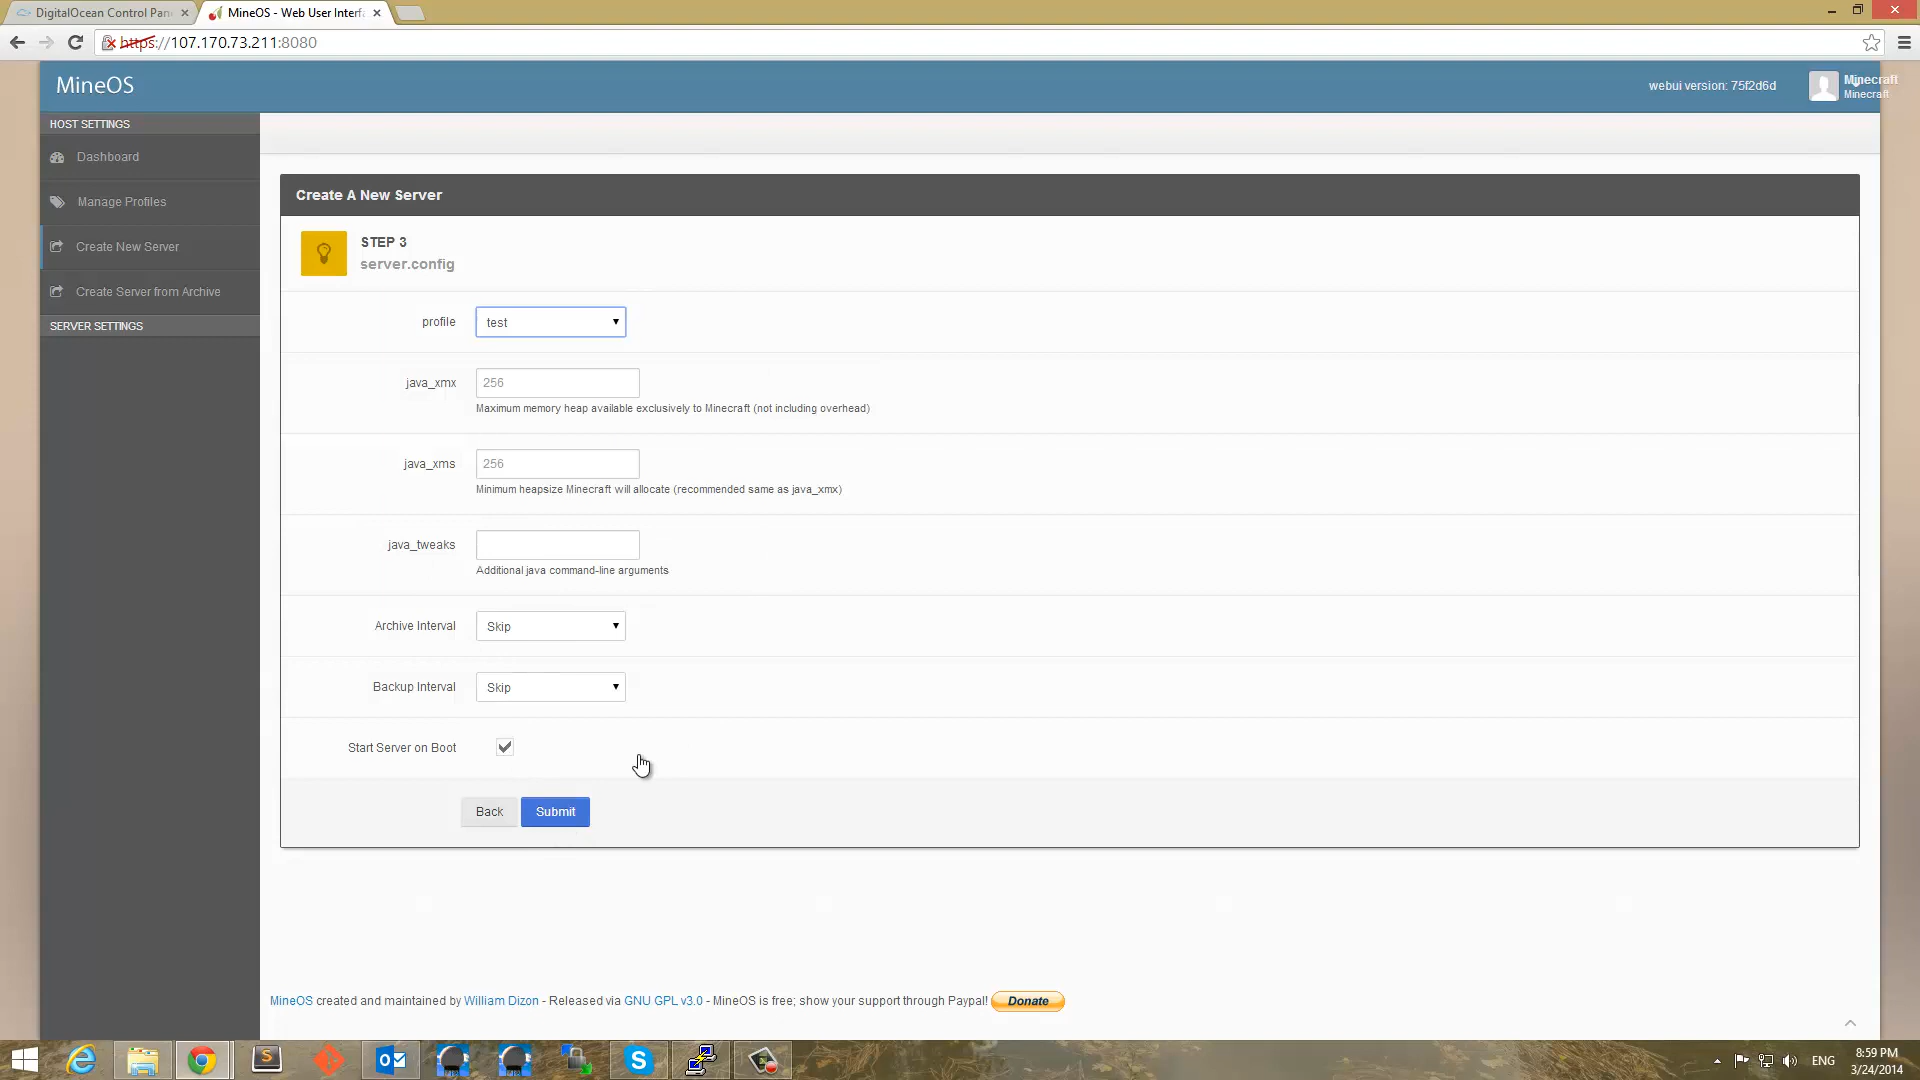 DigitalOcean Control Pan
MineOS - Web User Interfa
https://107.170.73.211:8080
MineOS
webui version: 75f2d6d
Minecraft
Minecraft
HOST SETTINGS
Dashboard
Manage Profiles
Create New Server
Create Server from Archive
SERVER SETTINGS
Create A New Server
STEP 3
server.config
profile
test
java_xmx
256
Maximum memory heap available exclusively to Minecraft (not including overhead)
java_xms
256
Minimum heapsize Minecraft will allocate (recommended same as java_xmx)
java_tweaks
Additional java command-line arguments
Archive Interval
Skip
Backup Interval
Skip
Start Server on Boot
Back
Submit
MineOS created and maintained by William Dizon - Released via GNU GPL v3.0 - MineOS is free; show your support through Paypal! Donate
ENG
8:59 PM
3/24/2014